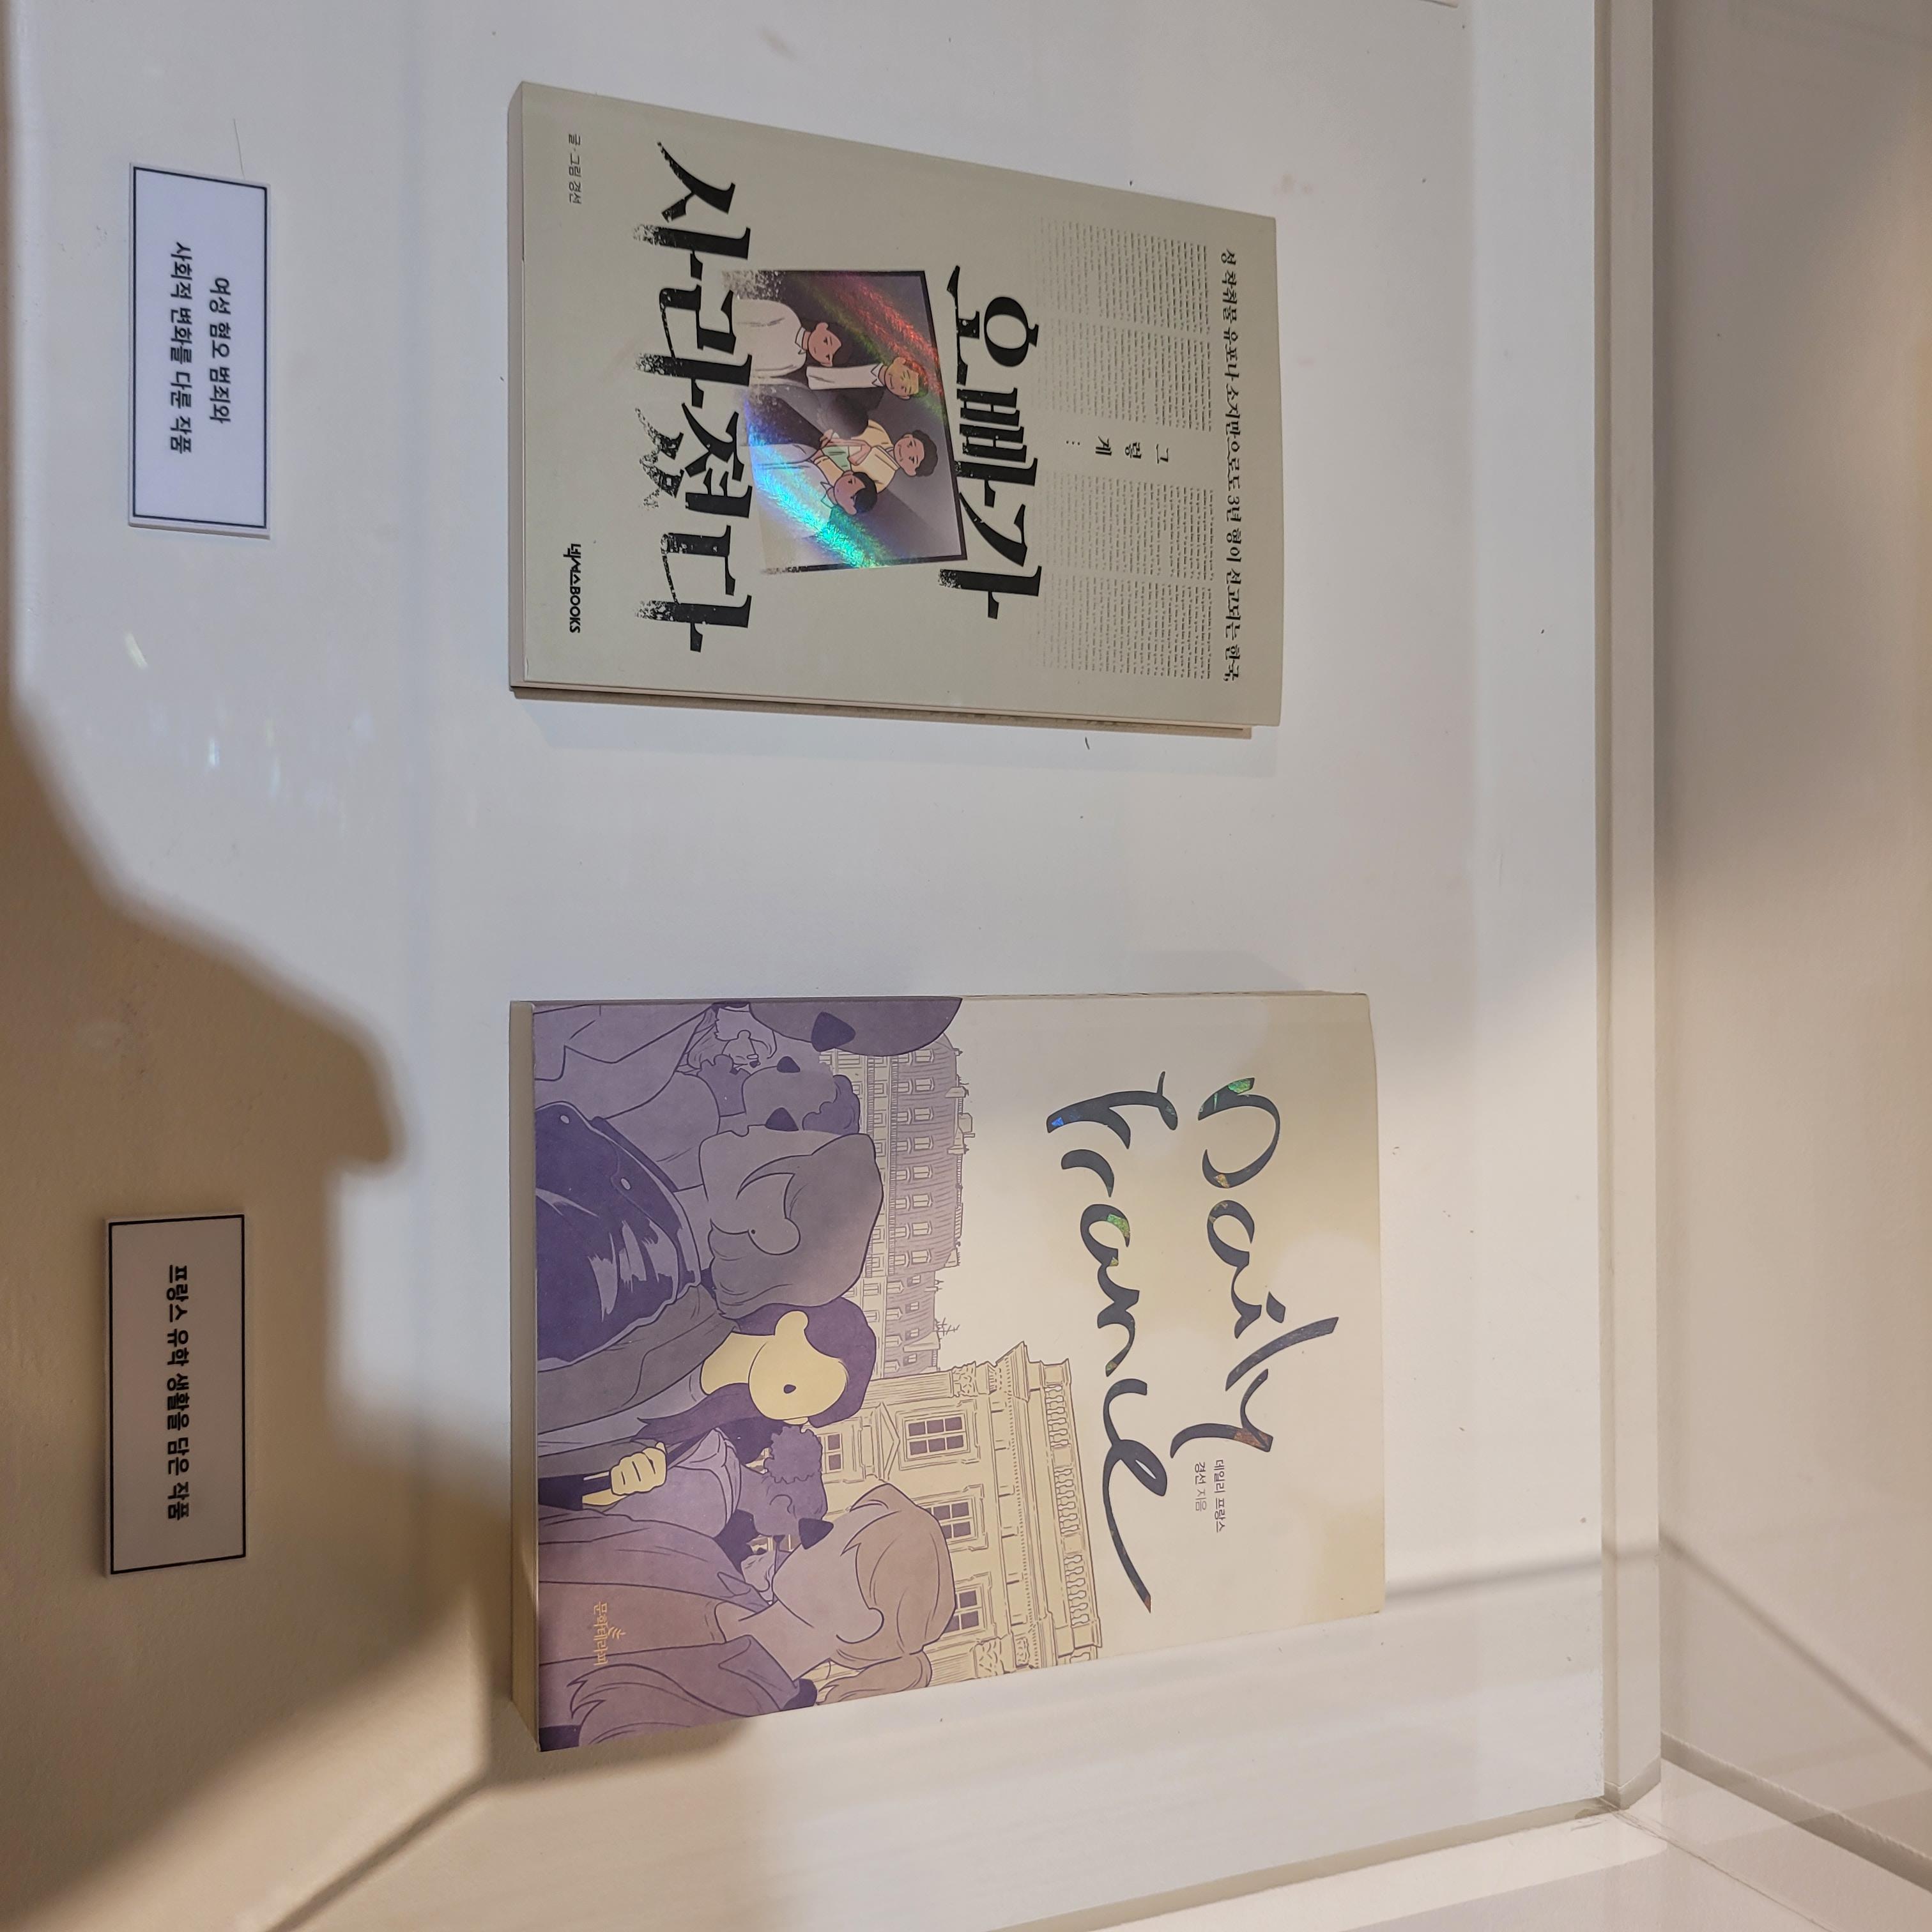 성 착취물 유포나 소지만으로도 3년 형이 선고되는 한국,
그
렇
게
⋮
오빠가
사라졌다
글·그림 경선
넥서스BOOKS
여성 혐오 범죄와
사회적 변화를 다룬 작품
Daily
France
데일리 프랑스
경선 지음
문학테라피
프랑스 유학 생활을 담은 작품